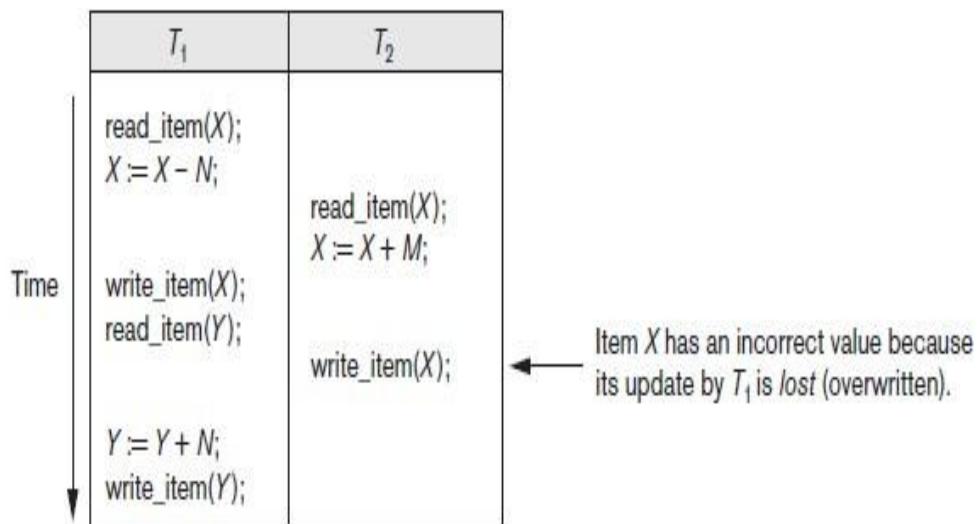 T₁ T₂
read_item(X);
X := X – N;
read_item(X);
X := X + M;
Time
write_item(X);
read_item(Y);
write_item(X);
Item X has an incorrect value because
its update by T₁ is lost (overwritten).
Y := Y + N;
write_item(Y);